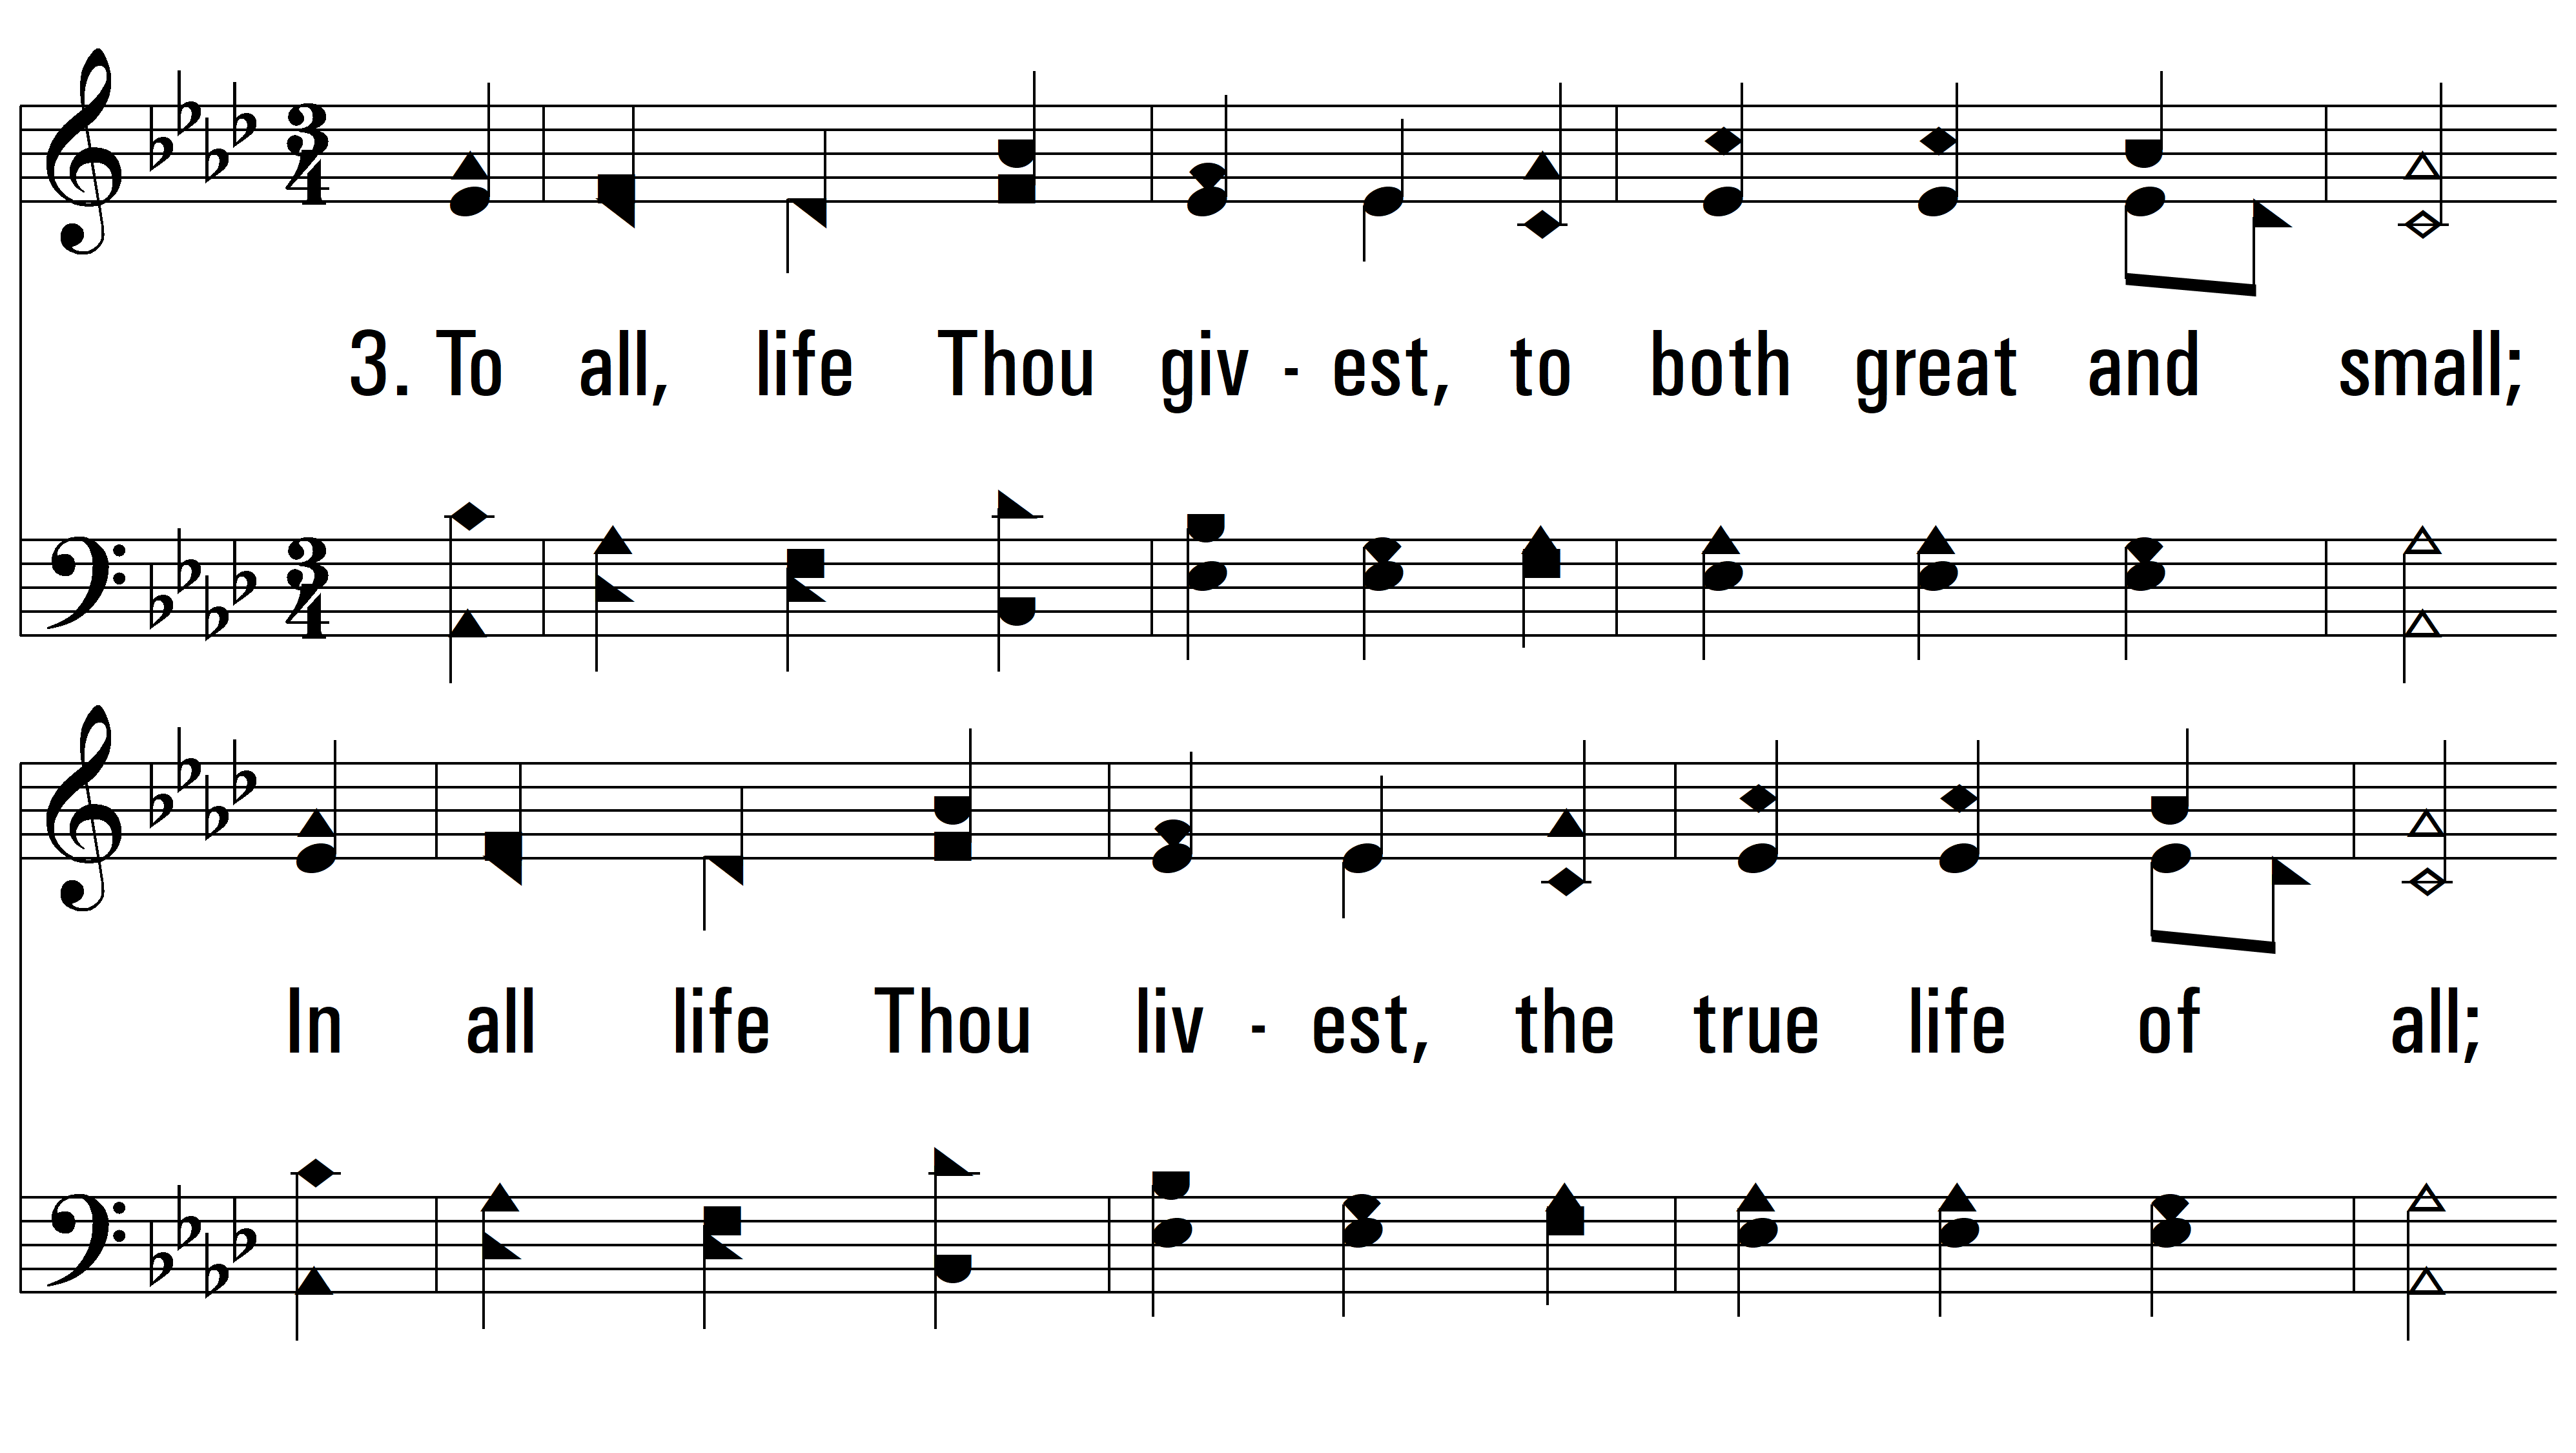 3. To all, life Thou giv - est, to both great and small;
In all life Thou liv - est, the true life of all;